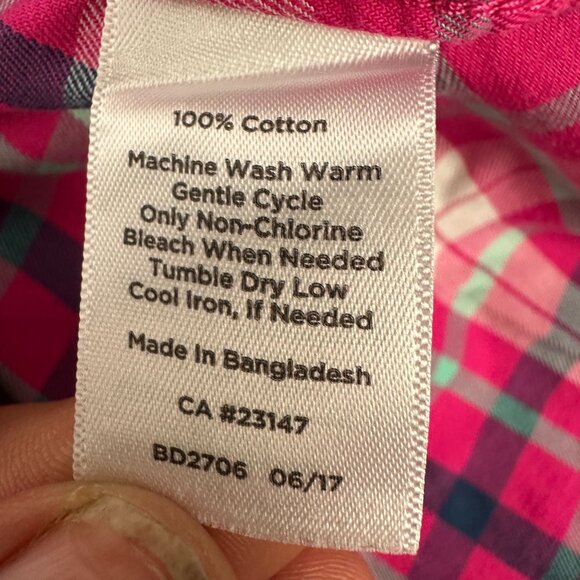 100% Cotton
Machine Wash Warm
Gentle Cycle
Only Non-Chlorine
Bleach When Needed
Tumble Dry Low
Cool Iron, If Needed
Made In Bangladesh
CA #23147
BD2706 06/17